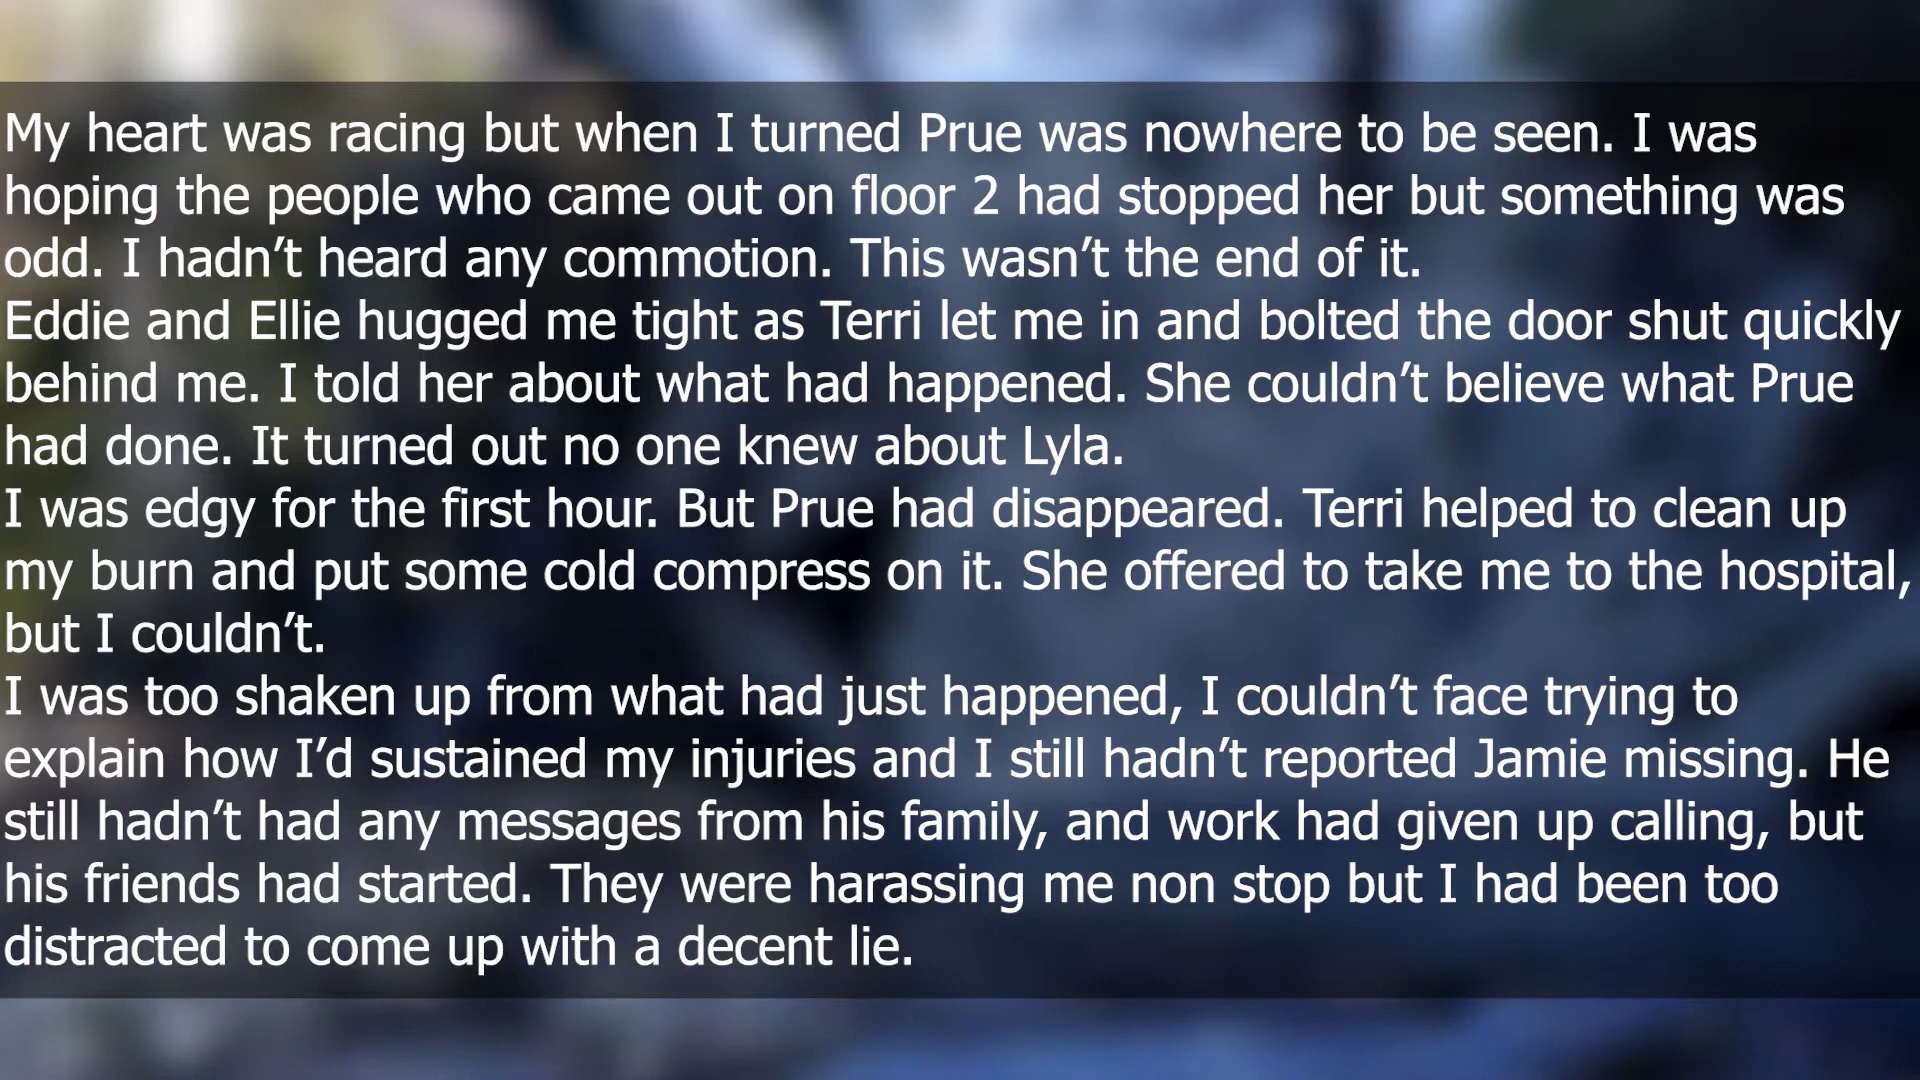 My heart was racing but when I turned Prue was nowhere to be seen. I was
hoping the people who came out on floor 2 had stopped her but something was
odd. I hadn’t heard any commotion. This wasn’t the end of it.
Eddie and Ellie hugged me tight as Terri let me in and bolted the door shut quickly
behind me. I told her about what had happened. She couldn’t believe what Prue
had done. It turned out no one knew about Lyla.
I was edgy for the first hour. But Prue had disappeared. Terri helped to clean up
my burn and put some cold compress on it. She offered to take me to the hospital,
but I couldn’t.
I was too shaken up from what had just happened, I couldn’t face trying to
explain how I’d sustained my injuries and I still hadn’t reported Jamie missing. He
still hadn’t had any messages from his family, and work had given up calling, but
his friends had started. They were harassing me non stop but I had been too
distracted to come up with a decent lie.